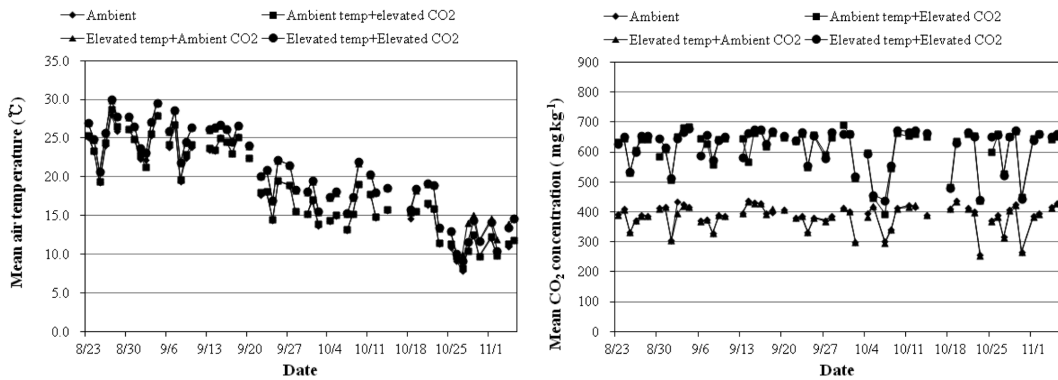 Ambient
Ambient temp+elevated CO2
Elevated temp+Ambient CO2
Elevated temp+Elevated CO2
Mean air temperature ( ℃)
35.0
30.0
25.0
20.0
15.0
10.0
5.0
0.0
8/23 8/30 9/6 9/13 9/20 9/27 10/4 10/11 10/18 10/25 11/1
Date
Ambient
Ambient temp+Elevated CO2
Elevated temp+Ambient CO2
Elevated temp+Elevated CO2
Mean CO2 concentration ( mg kg-1)
900
800
700
600
500
400
300
200
100
0
8/23 8/30 9/6 9/13 9/20 9/27 10/4 10/11 10/18 10/25 11/1
Date